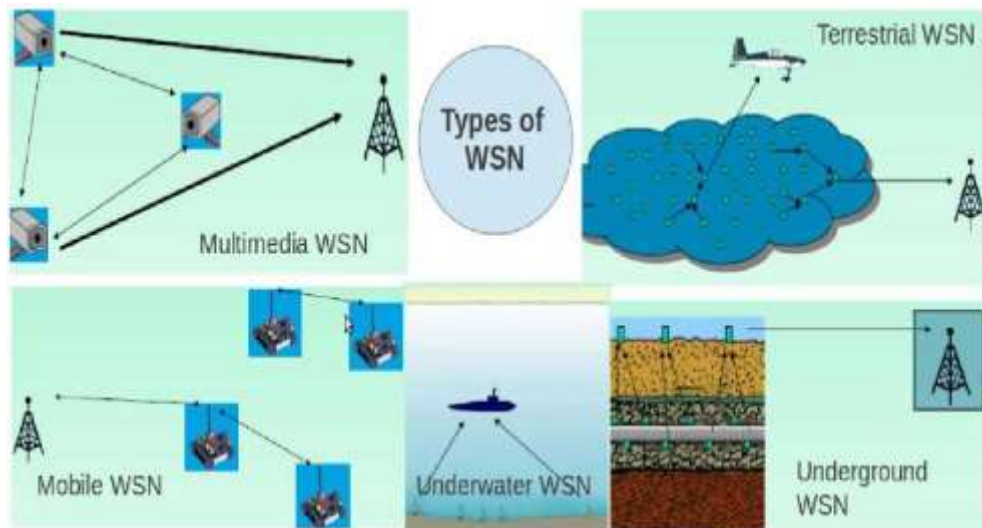 Types of
WSN
Terrestrial WSN
Multimedia WSN
Mobile WSN
Underwater WSN
Underground
WSN